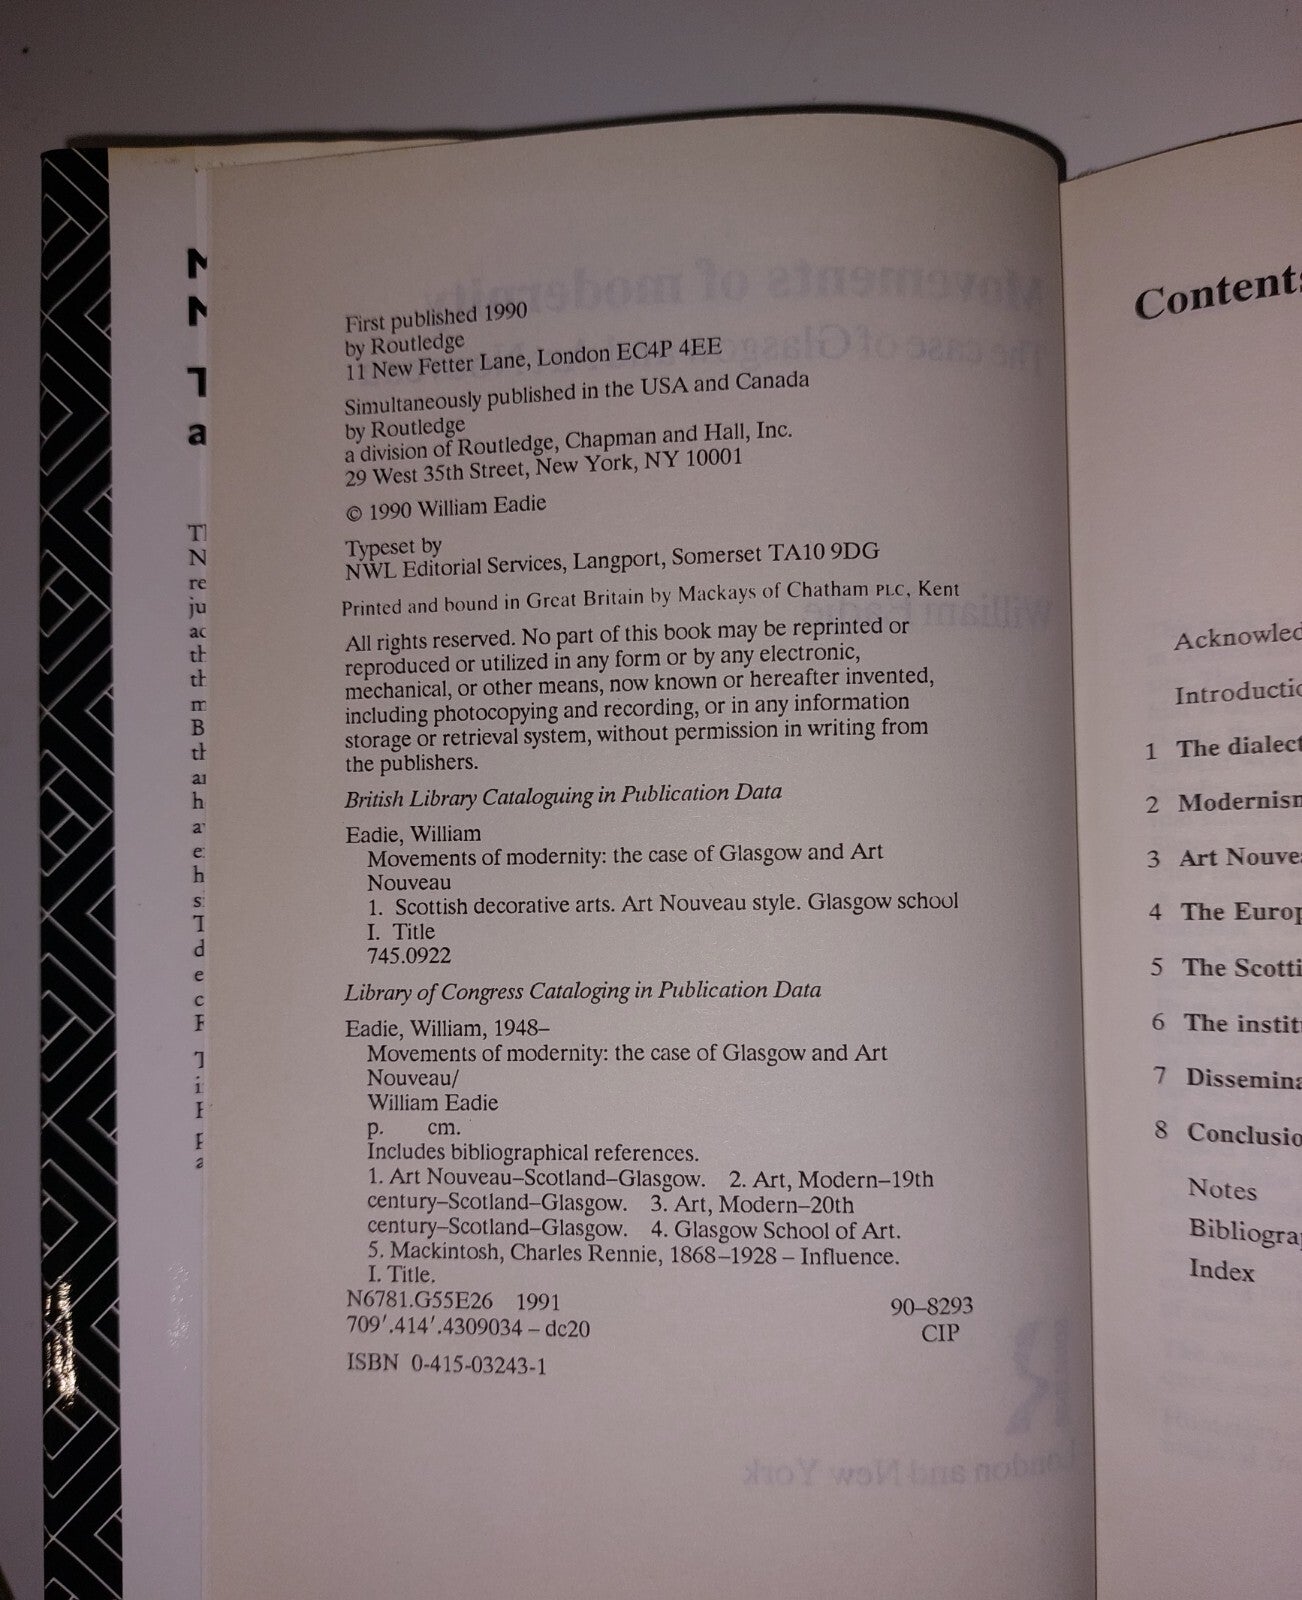 First published 1990
by Routledge
11 New Fetter Lane, London EC4P 4EE
Simultaneously published in the USA and Canada
by Routledge
a division of Routledge, Chapman and Hall, Inc.
29 West 35th Street, New York, NY 10001
© 1990 William Eadie
Typeset by
NWL Editorial Services, Langport, Somerset TA10 9DG
Printed and bound in Great Britain by Mackays of Chatham PLC, Kent
All rights reserved. No part of this book may be reprinted or
reproduced or utilized in any form or by any electronic,
mechanical, or other means, now known or hereafter invented,
including photocopying and recording, or in any information
storage or retrieval system, without permission in writing from
the publishers.
British Library Cataloguing in Publication Data
Eadie, William
Movements of modernity: the case of Glasgow and Art
Nouveau
1. Scottish decorative arts. Art Nouveau style. Glasgow school
I. Title
745.0922
Library of Congress Cataloging in Publication Data
Eadie, William, 1948–
Movements of modernity: the case of Glasgow and Art
Nouveau/
William Eadie
p. cm.
Includes bibliographical references.
1. Art Nouveau–Scotland–Glasgow. 2. Art, Modern–19th
century–Scotland–Glasgow. 3. Art, Modern–20th
century–Scotland–Glasgow. 4. Glasgow School of Art.
5. Mackintosh, Charles Rennie, 1868–1928 – Influence.
I. Title.
N6781.G55E26 1991 90–8293
709′.414′.4309034 – dc20 CIP
ISBN 0-415-03243-1
Contents
Acknowled
Introductio
1 The dialect
2 Modernism
3 Art Nouvea
4 The Europ
5 The Scotti
6 The instit
7 Dissemina
8 Conclusio
Notes
Bibliogra
Index